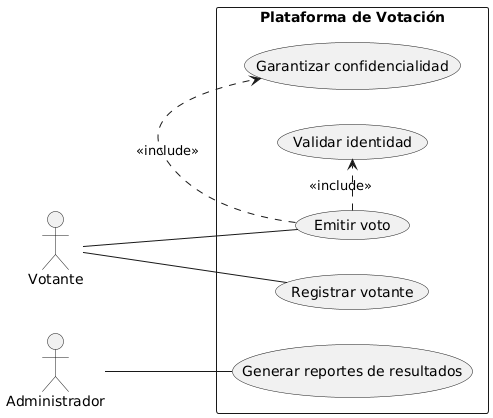 Plataforma de Votación
Garantizar confidencialidad
Validar identidad
«include»
«include»
Emitir voto
Votante
Registrar votante
Generar reportes de resultados
Administrador